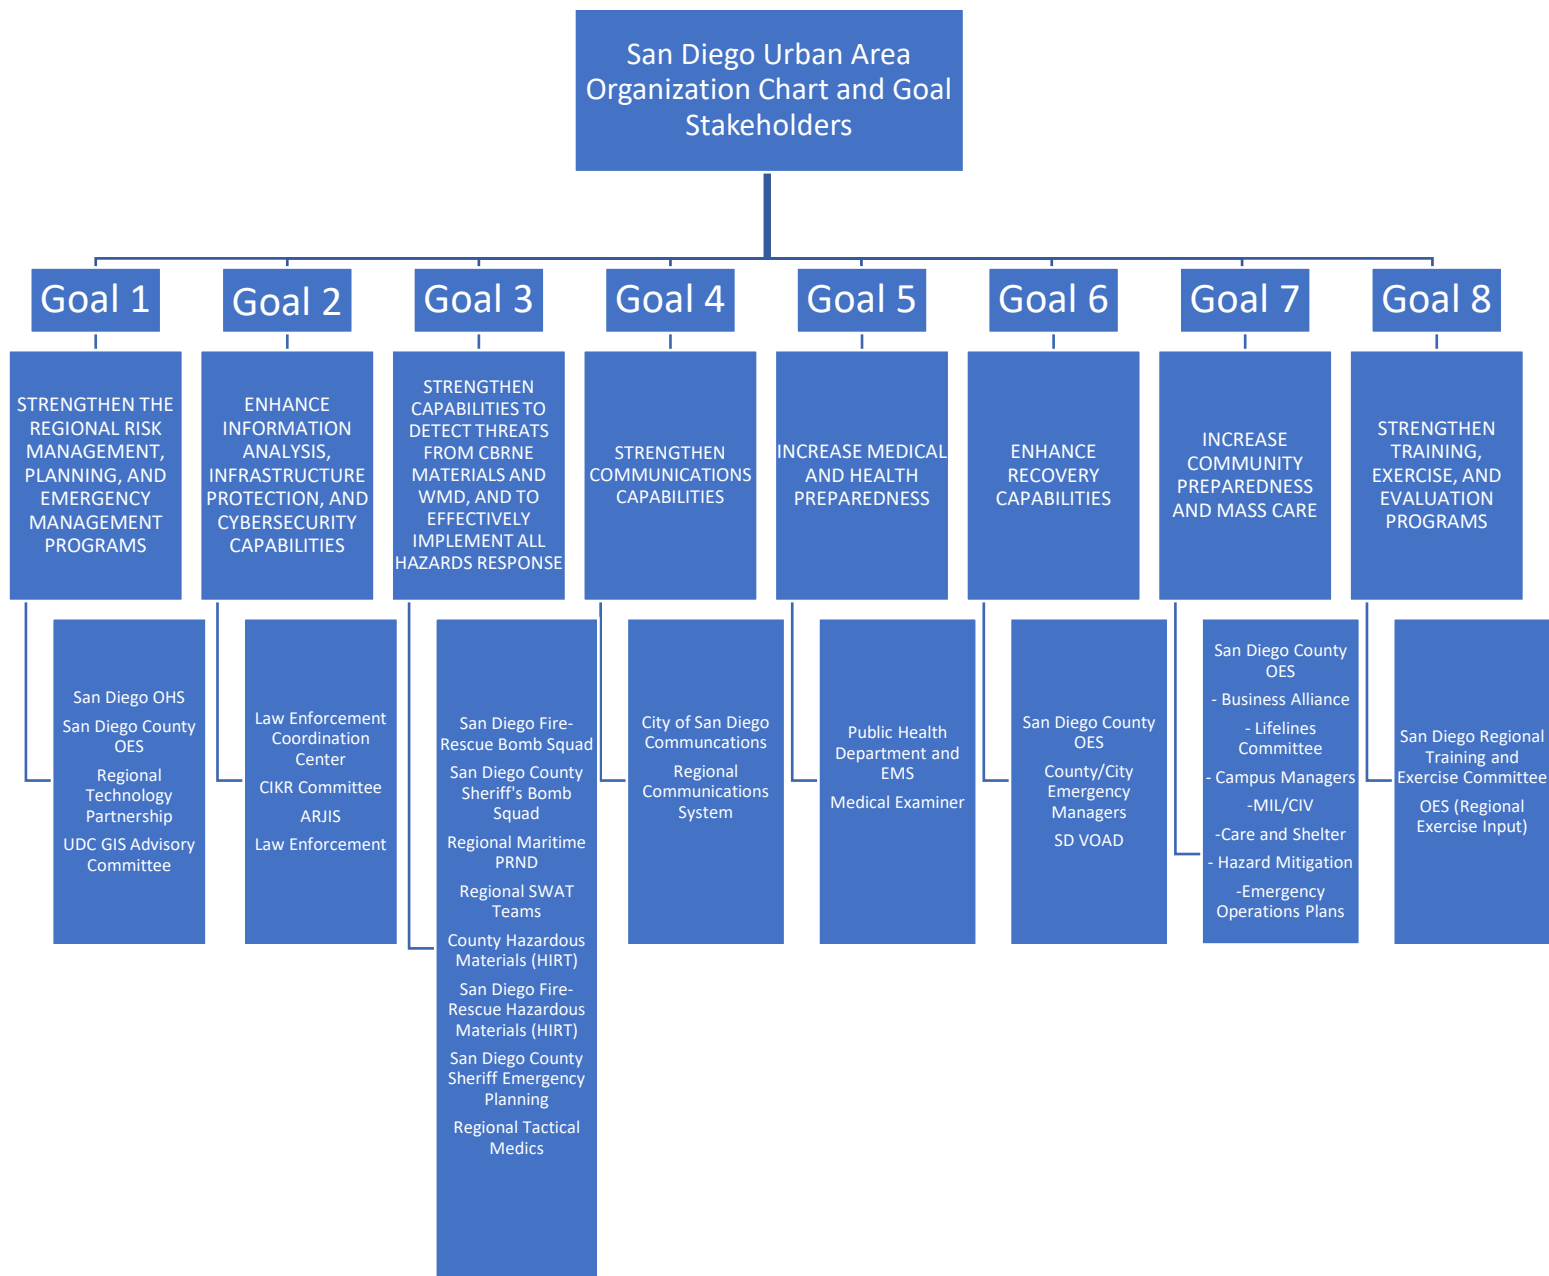 San Diego Urban Area
Organization Chart and Goal
Stakeholders
Goal 1
STRENGTHEN THE
REGIONAL RISK
MANAGEMENT,
PLANNING, AND
EMERGENCY
MANAGEMENT
PROGRAMS
San Diego OHS
San Diego County
OES
Regional
Technology
Partnership
UDC GIS Advisory
Committee
Goal 2
ENHANCE
INFORMATION
ANALYSIS,
INFRASTRUCTURE
PROTECTION, AND
CYBERSECURITY
CAPABILITIES
Law Enforcement
Coordination
Center
CIKR Committee
ARJIS
Law Enforcement
Goal 3
STRENGTHEN
CAPABILITIES TO
DETECT THREATS
FROM CBRNE
MATERIALS AND
WMD, AND TO
EFFECTIVELY
IMPLEMENT ALL
HAZARDS RESPONSE
San Diego Fire-
Rescue Bomb Squad
San Diego County
Sheriff's Bomb
Squad
Regional Maritime
PRND
Regional SWAT
Teams
County Hazardous
Materials (HIRT)
San Diego Fire-
Rescue Hazardous
Materials (HIRT)
San Diego County
Sheriff Emergency
Planning
Regional Tactical
Medics
Goal 4
STRENGTHEN
COMMUNICATIONS
CAPABILITIES
City of San Diego
Communcations
Regional
Communications
System
Goal 5
INCREASE MEDICAL
AND HEALTH
PREPAREDNESS
Public Health
Department and
EMS
Medical Examiner
Goal 6
ENHANCE
RECOVERY
CAPABILITIES
San Diego County
OES
County/City
Emergency
Managers
SD VOAD
Goal 7
INCREASE
COMMUNITY
PREPAREDNESS
AND MASS CARE
San Diego County
OES
- Business Alliance
- Lifelines
Committee
- Campus Managers
-MIL/CIV
-Care and Shelter
- Hazard Mitigation
-Emergency
Operations Plans
Goal 8
STRENGTHEN
TRAINING,
EXERCISE, AND
EVALUATION
PROGRAMS
San Diego Regional
Training and
Exercise Committee
OES (Regional
Exercise Input)